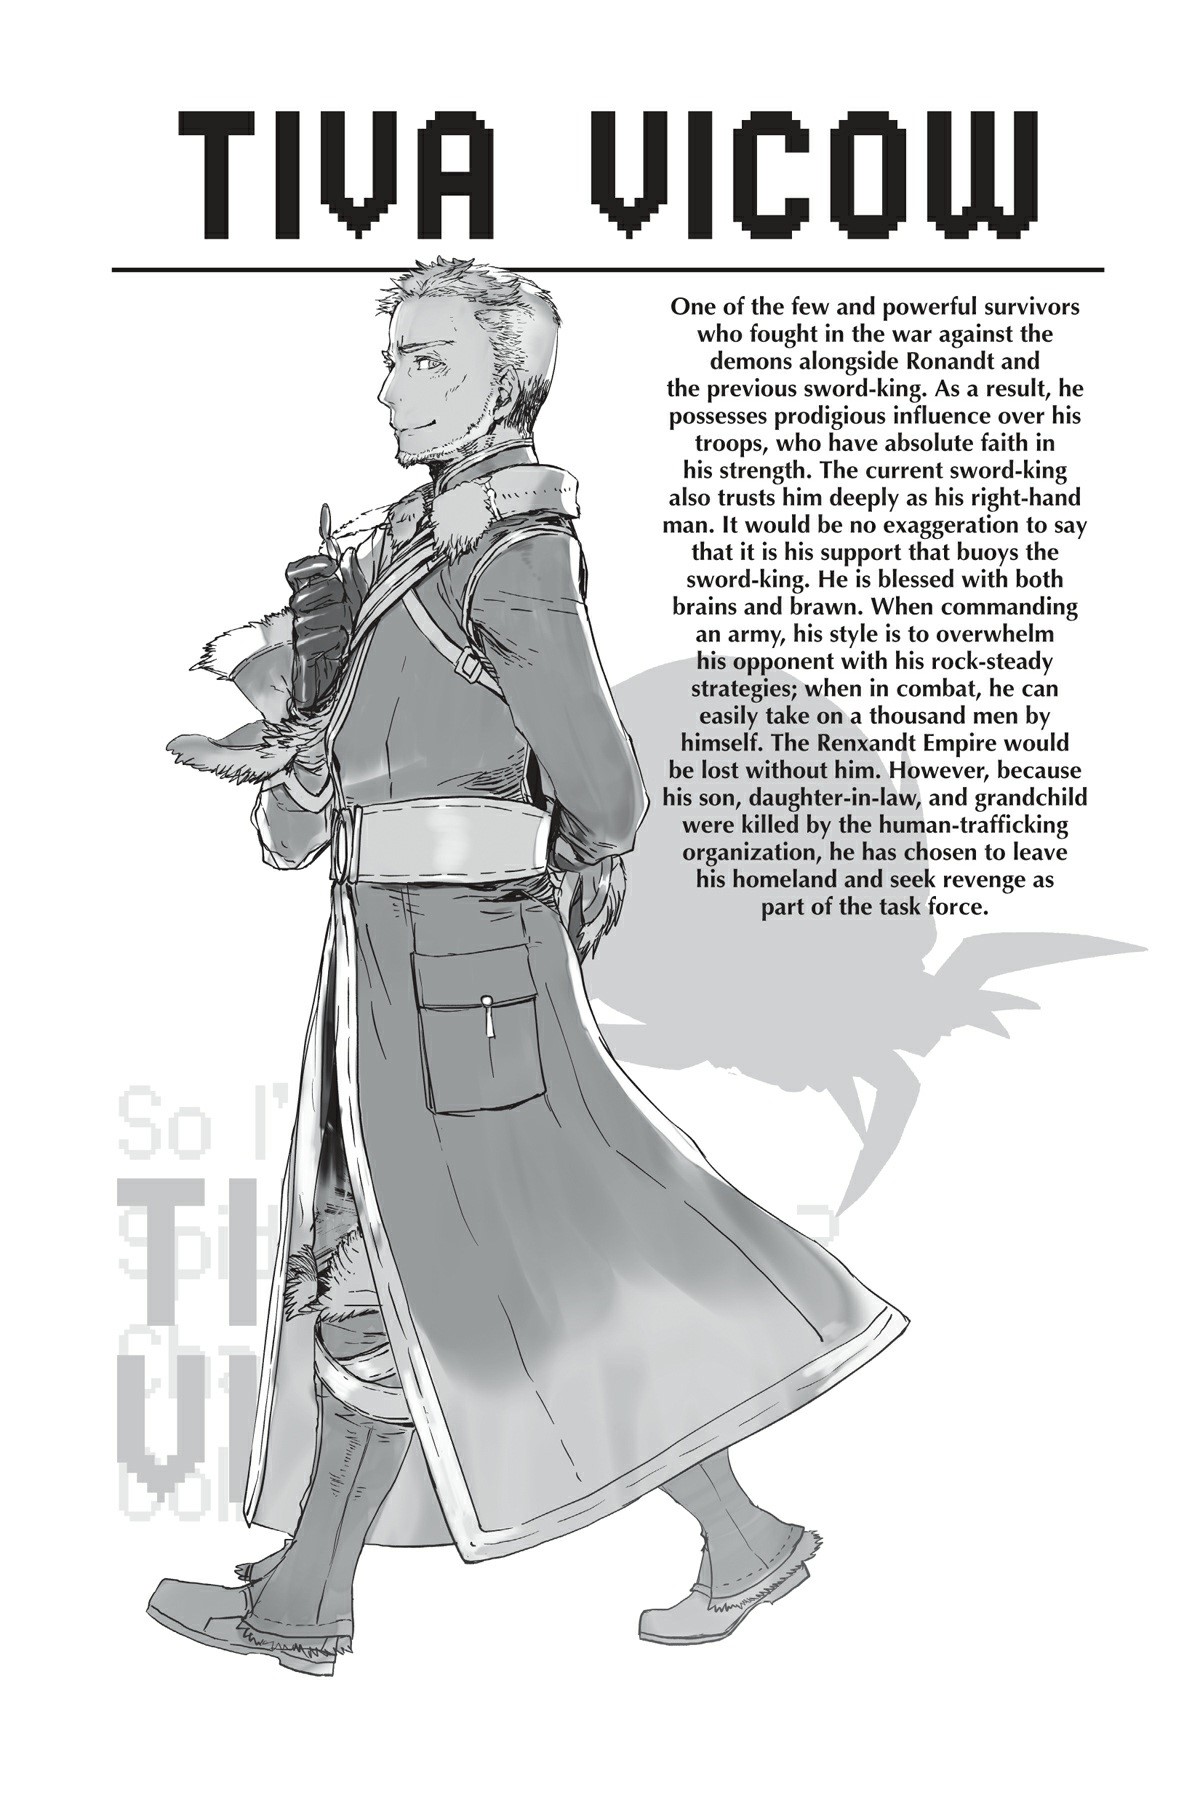 TIVA VICOW
One of the few and powerful survivors
who fought in the war against the
demons alongside Ronandt and
the previous sword-king. As a result, he
possesses prodigious influence over his
troops, who have absolute faith in
his strength. The current sword-king
also trusts him deeply as his right-hand
man. It would be no exaggeration to say
that it is his support that buoys the
sword-king. He is blessed with both
brains and brawn. When commanding
an army, his style is to overwhelm
his opponent with his rock-steady
strategies; when in combat, he can
easily take on a thousand men by
himself. The Renxandt Empire would
be lost without him. However, because
his son, daughter-in-law, and grandchild
were killed by the human-trafficking
organization, he has chosen to leave
his homeland and seek revenge as
part of the task force.
So I'
TI
?
VI